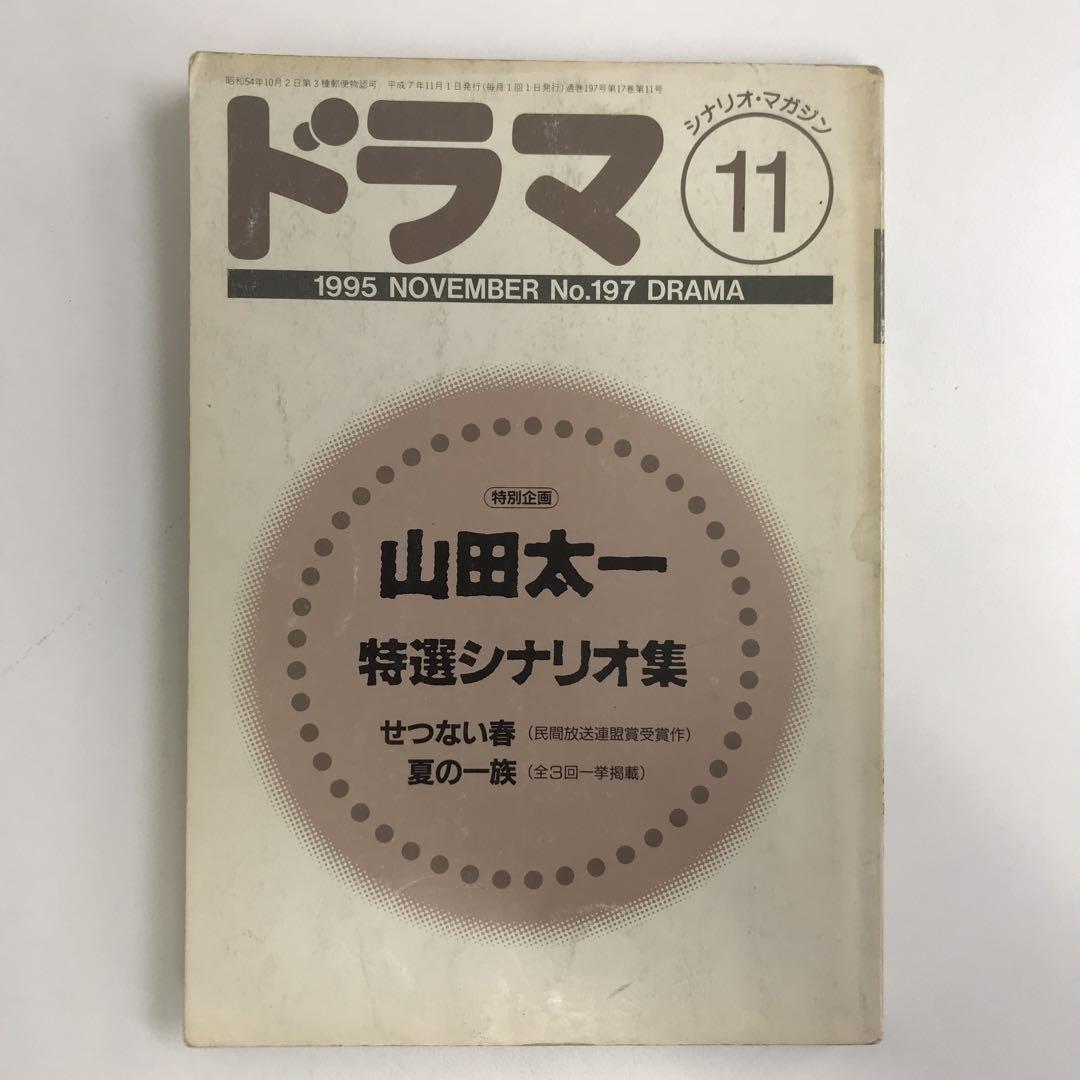 昭和54年10月2日第3種郵便物認可 平成7年11月1日発行(毎月1回1日発行)通巻197号第17巻第11号
ドラマ
シナリオ・マガジン
11
1995 NOVEMBER No.197 DRAMA
特別企画
山田太一
特選シナリオ集
せつない春(民間放送連盟賞受賞作)
夏の一族(全3回一挙掲載)